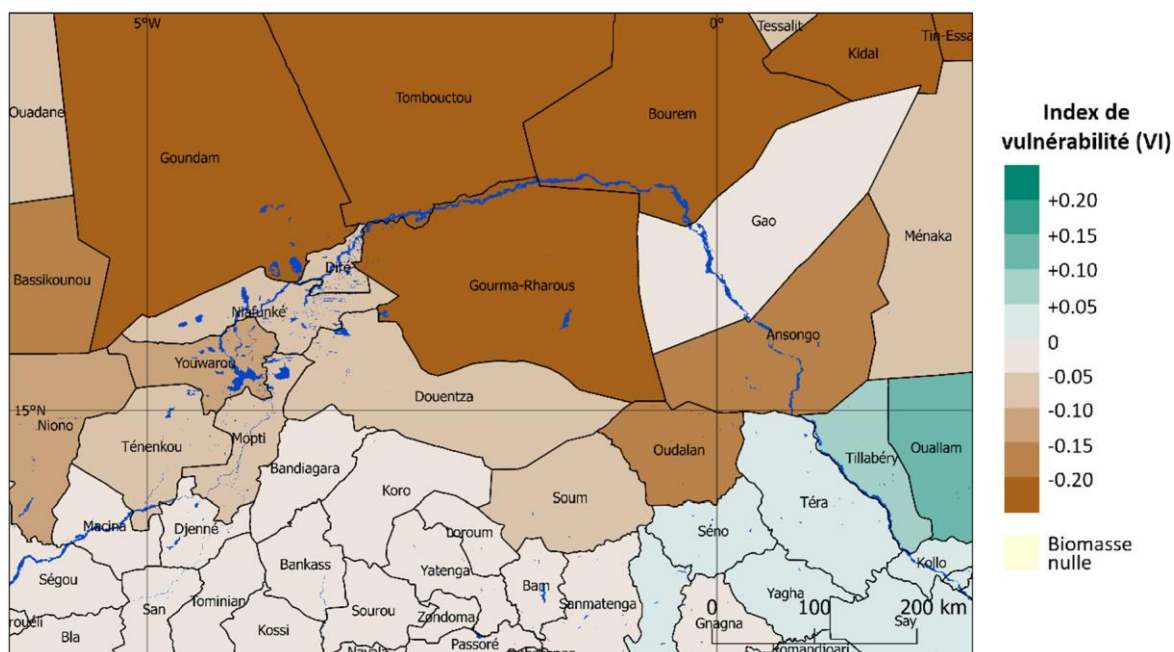 5°W
0°
Tessalit
Tin-Essa
Kidal
Ouadane
Tombouctou
Bourem
Goundam
Gao
Ménaka
Bassikounou
Diré
Gourma-Rharous
Niafunké
Ansongo
Youwarou
Douentza
15°N
Niono
Ténenkou
Mopti
Oudalan
Tillabéry
Ouallam
Bandiagara
Koro
Soum
Téra
Macina
Djenné
Loroum
Séno
Ségou
Bankass
Yatenga
Bam
Kollo
San
Tominian
Sourou
Zondoma
Sanmatenga
Yagha
0 100 200 km
Bla
Kossi
Passoré
Gnagna
Say
Index de
vulnérabilité (VI)
+0.20
+0.15
+0.10
+0.05
0
-0.05
-0.10
-0.15
-0.20
Biomasse
nulle